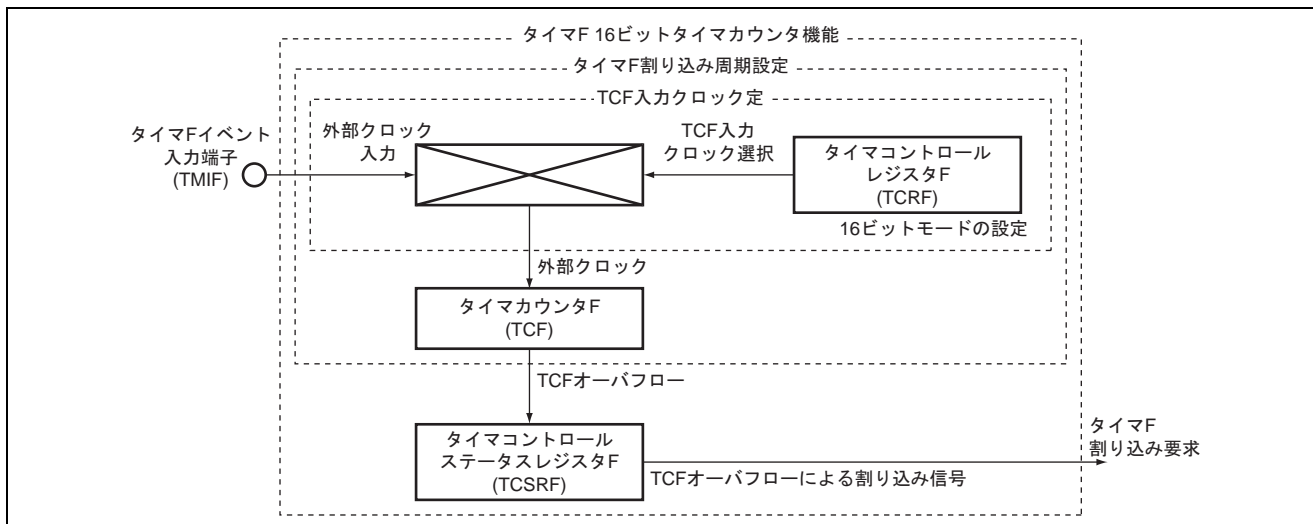 タイマF 16ビットタイマカウンタ機能
タイマF割り込み周期設定
TCF入力クロック定
タイマFイベント
入力端子
(TMIF)
外部クロック
入力
TCF入力
クロック選択
タイマコントロール
レジスタF
(TCRF)
16ビットモードの設定
外部クロック
タイマカウンタF
(TCF)
TCFオーバフロー
タイマコントロール
ステータスレジスタF
(TCSRF)
TCFオーバフローによる割り込み信号
タイマF
割り込み要求